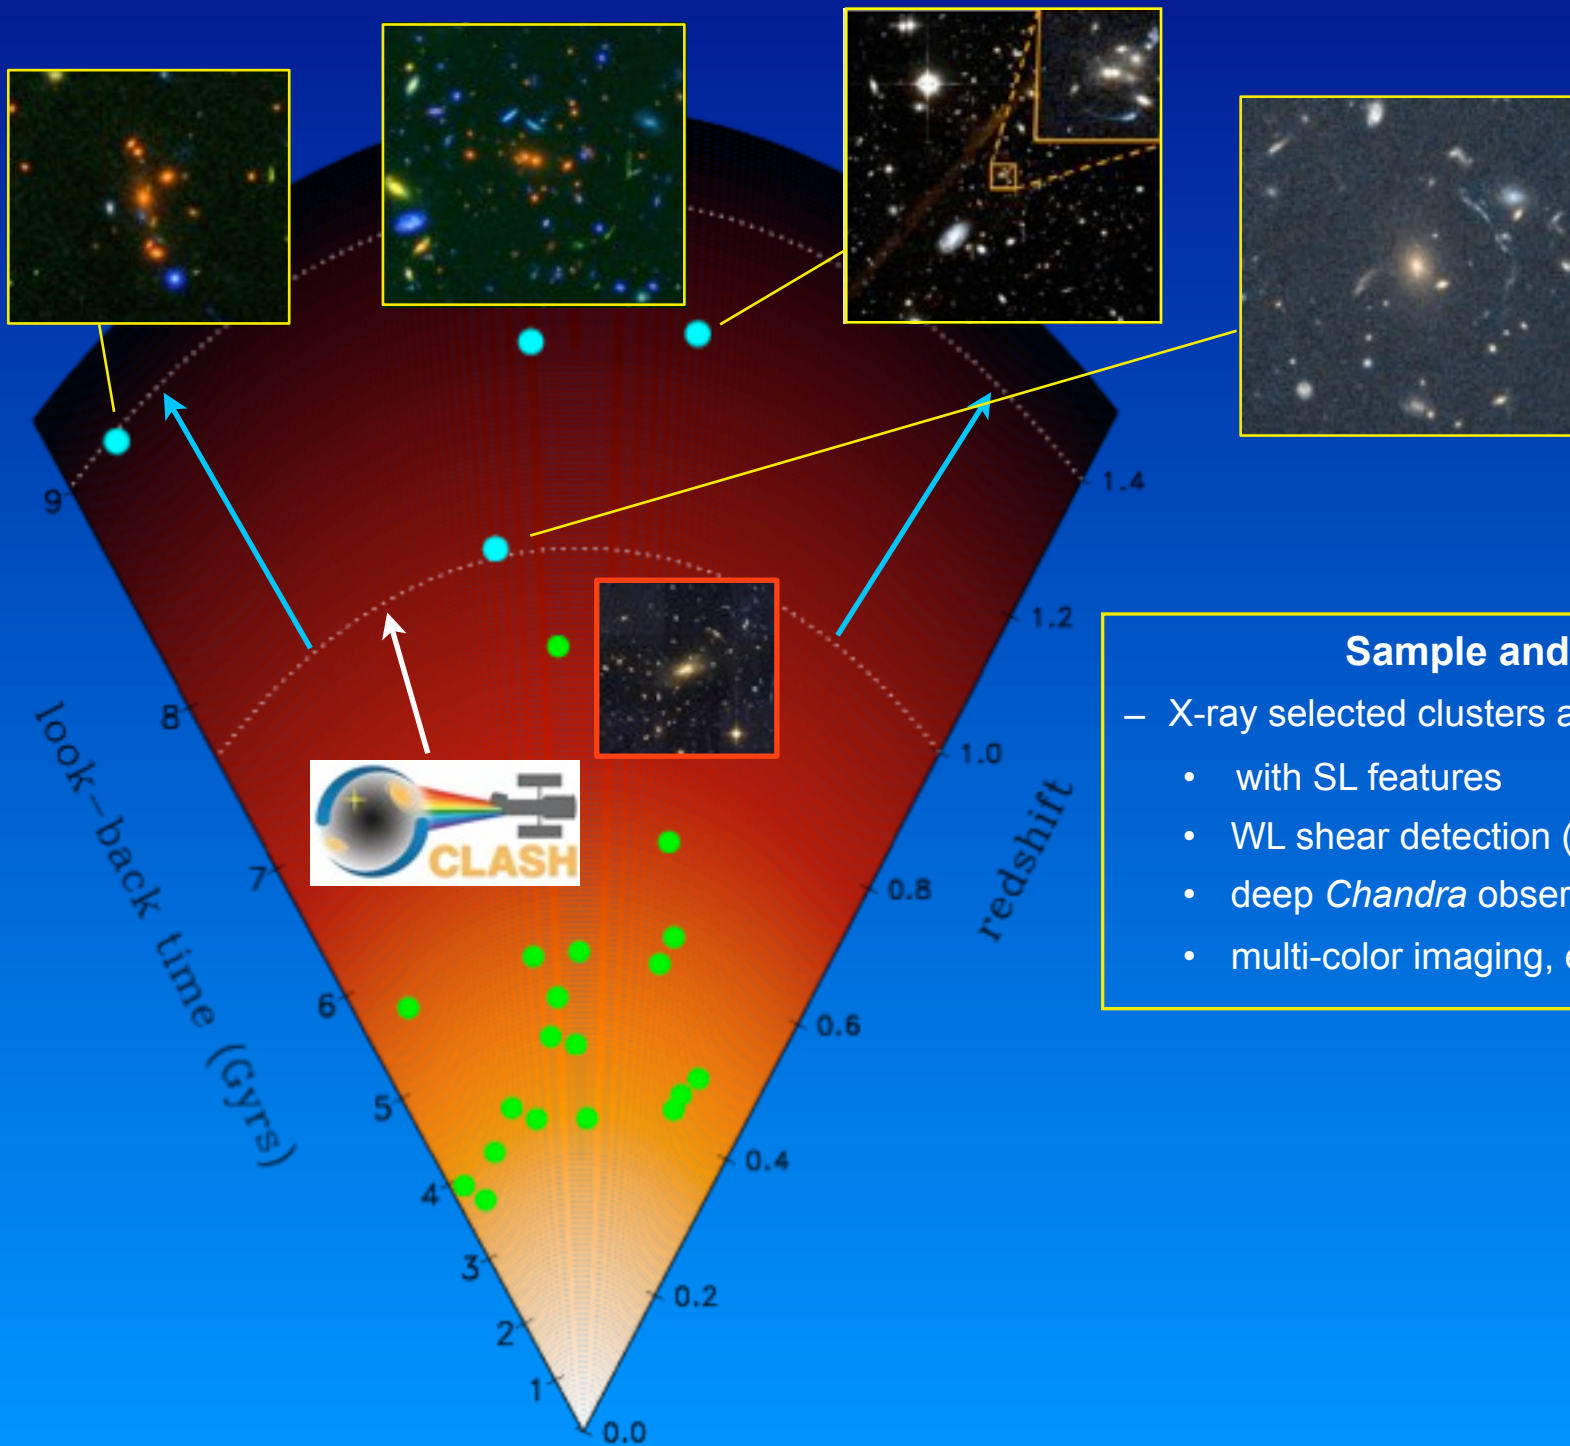 9
8
7
6
5
4
3
2
1
look-back time (Gyrs)
1.4
1.2
1.0
0.8
0.6
0.4
0.2
0.0
redshift
CLASH
Sample and
– X-ray selected clusters
• with SL features
• WL shear detection (
• deep Chandra
• multi-color imaging,